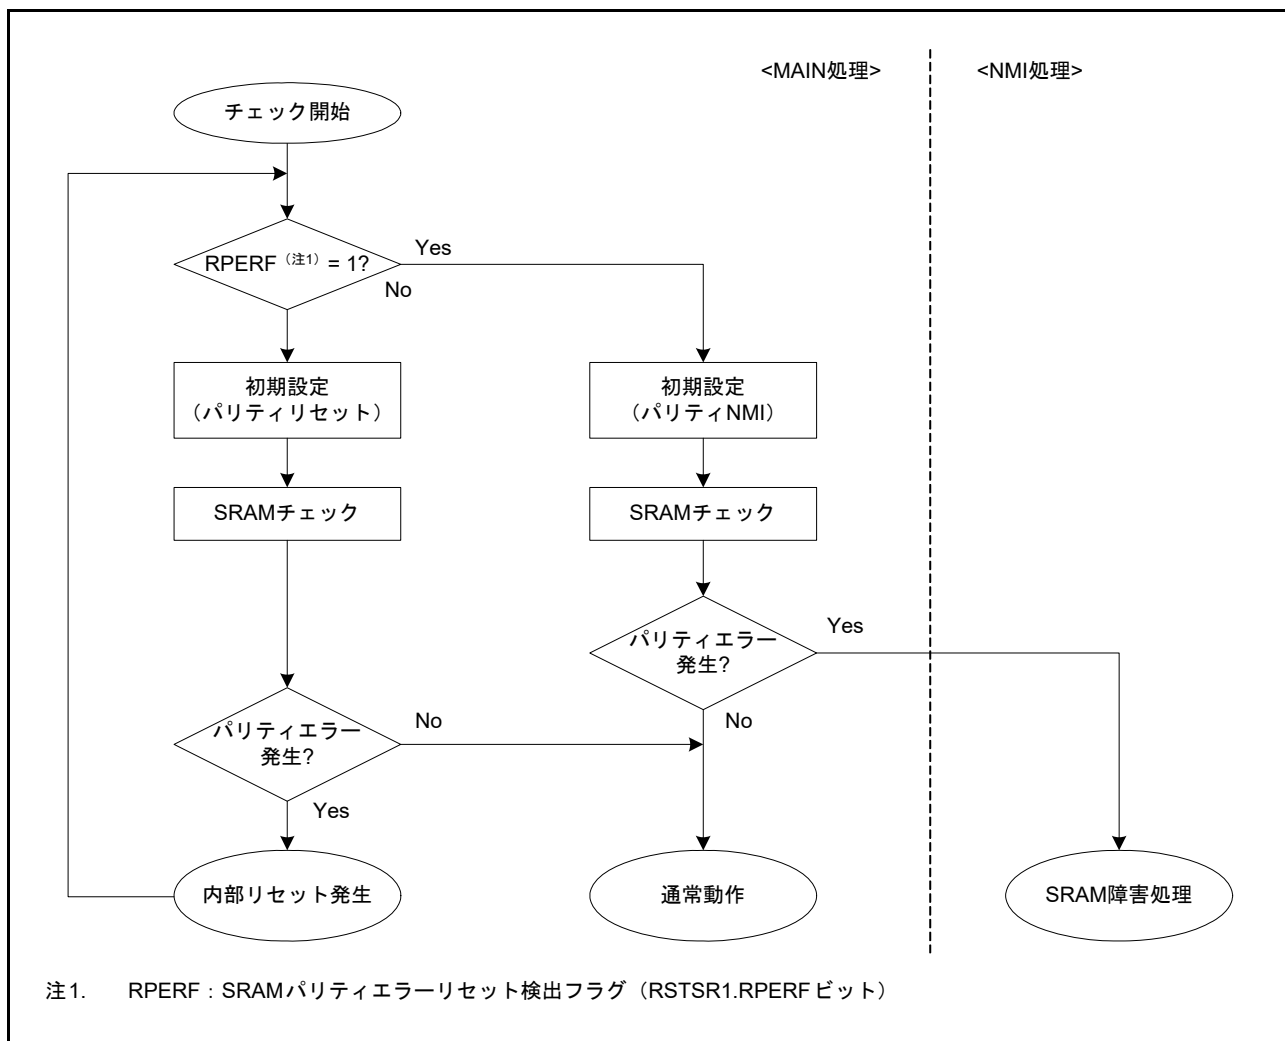 <MAIN処理>
<NMI処理>
チェック開始
RPERF（注1） = 1?
Yes
No
初期設定
（パリティリセット）
初期設定
（パリティNMI）
SRAMチェック
SRAMチェック
パリティエラー
発生?
Yes
No
パリティエラー
発生?
No
Yes
内部リセット発生
通常動作
SRAM障害処理
注1. RPERF：SRAMパリティエラーリセット検出フラグ（RSTSR1.RPERFビット）